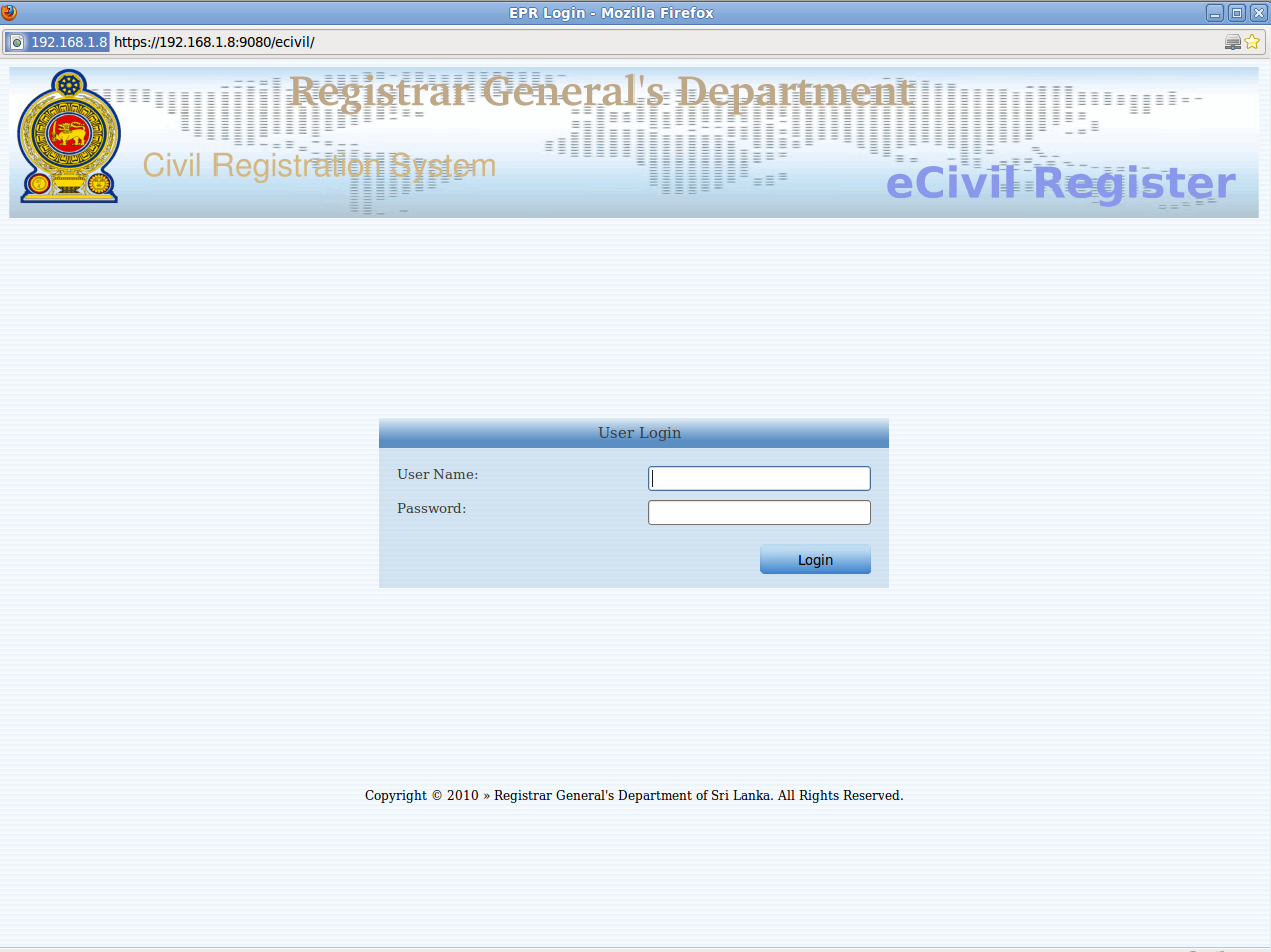 EPR Login - Mozilla Firefox
192.168.1.8 https://192.168.1.8:9080/ecivil/
Registrar General's Department
Civil Registration System
eCivil Register
User Login
User Name:
Password:
Login
Copyright © 2010 » Registrar General's Department of Sri Lanka. All Rights Reserved.